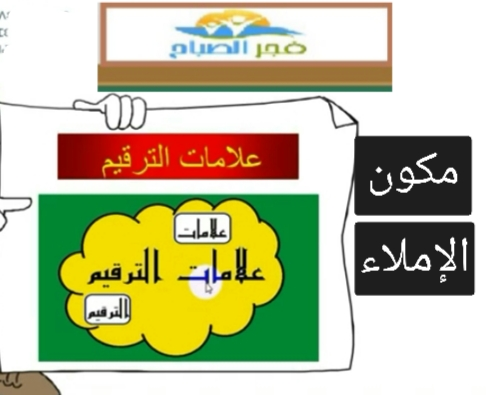 فجر الصباح
علامات الترقيم
مكون
الإملاء
علامات
علامات الترقيم
الترقيم